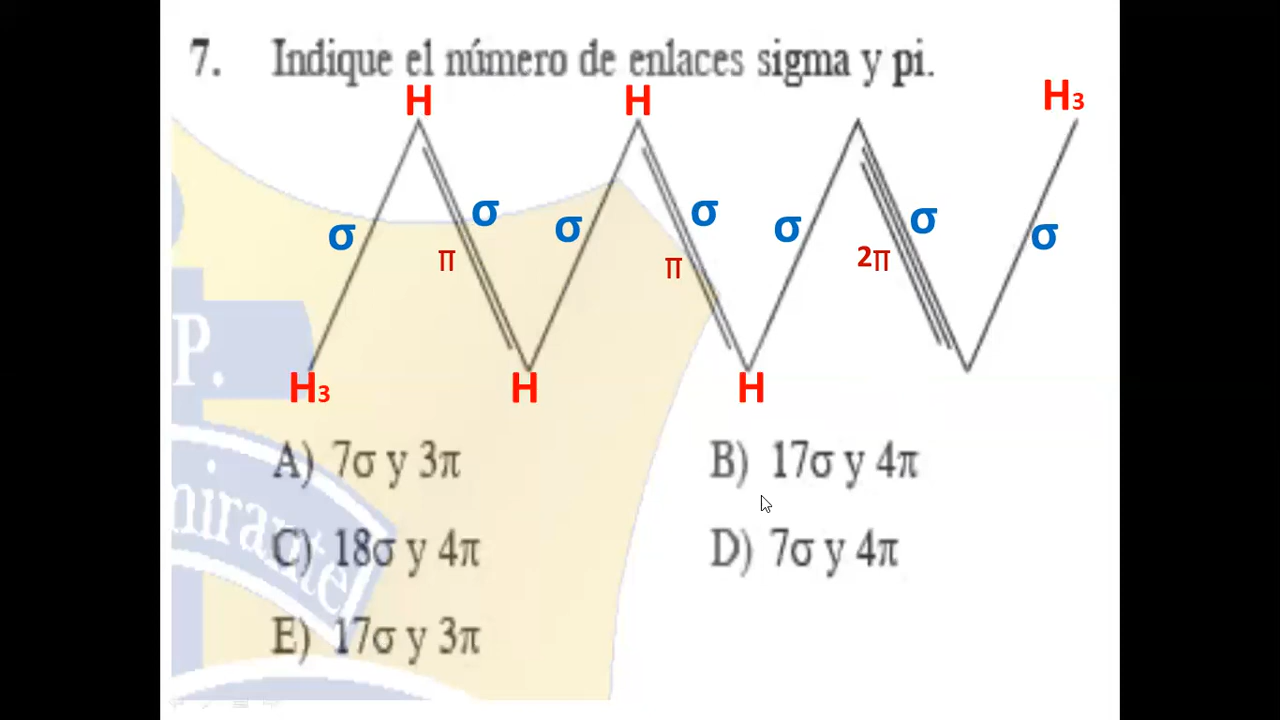 7. Indique el número de enlaces sigma y pi.
H H H₃
σ σ σ σ σ σ σ
π π 2π
H₃ H H
P.
A) 7σ y 3π B) 17σ y 4π
C) 18σ y 4π D) 7σ y 4π
E) 17σ y 3π
mirante